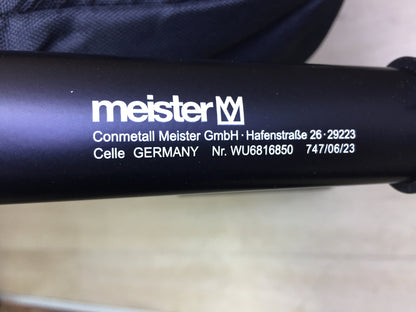 meister
Conmetall Meister GmbH · Hafenstraße 26 · 29223
Celle GERMANY Nr. WU6816850 747/06/23